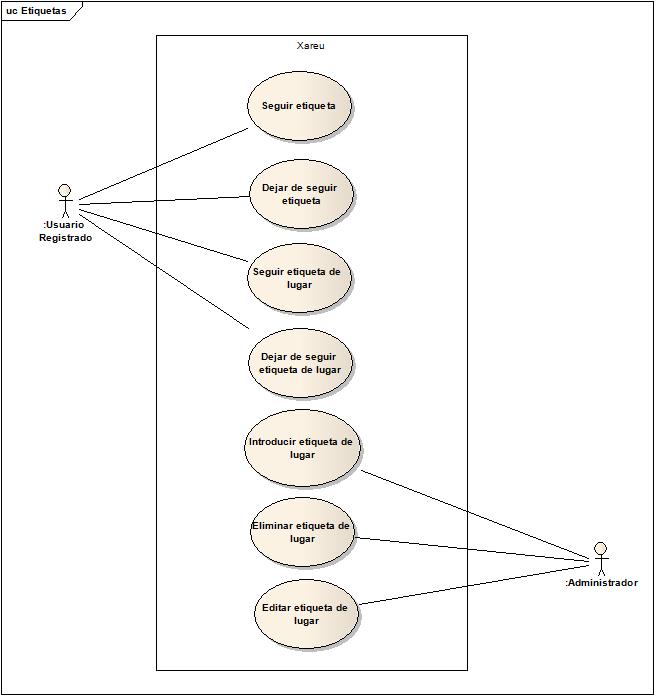 uc Etiquetas
Xareu
Seguir etiqueta
Dejar de seguir
etiqueta
:Usuario
Registrado
Seguir etiqueta de
lugar
Dejar de seguir
etiqueta de lugar
Introducir etiqueta de
lugar
Eliminar etiqueta de
lugar
:Administrador
Editar etiqueta de
lugar